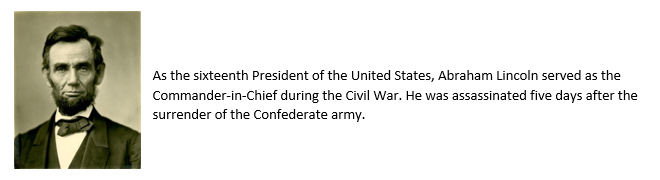 As the sixteenth President of the United States, Abraham Lincoln served as the
Commander-in-Chief during the Civil War. He was assassinated five days after the
surrender of the Confederate army.